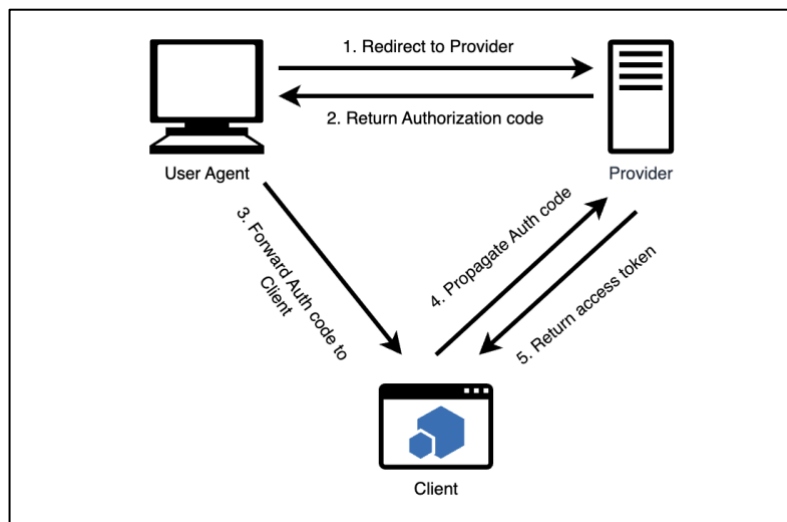 1. Redirect to Provider
2. Return Authorization code
User Agent
Provider
3. Forward Auth code to
Client
4. Propagate Auth code
5. Return access token
Client